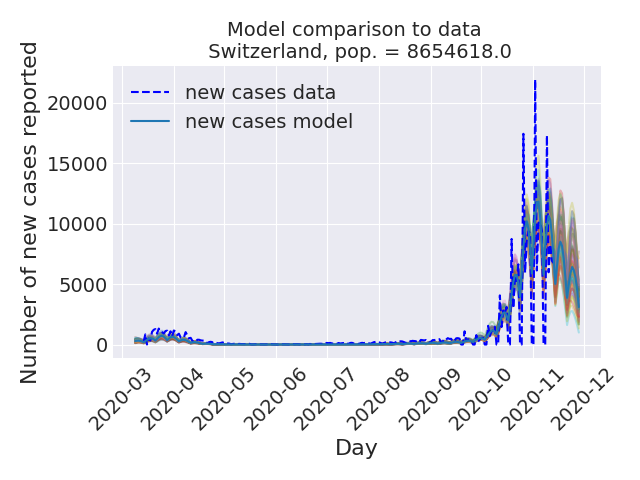 Model comparison to data
Switzerland, pop. = 8654618.0
Number of new cases reported
20000
15000
10000
5000
0
new cases data
new cases model
2020-03
2020-04
2020-05
2020-06
2020-07
2020-08
2020-09
2020-10
2020-11
2020-12
Day